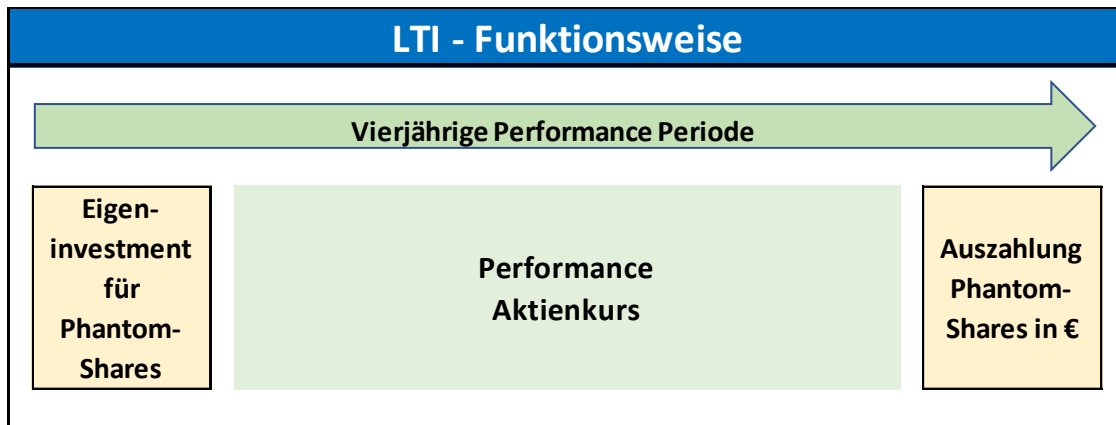 LTI - Funktionsweise
Vierjährige Performance Periode
Eigen-
investment
für
Phantom-
Shares
Performance
Aktienkurs
Auszahlung
Phantom-
Shares in €